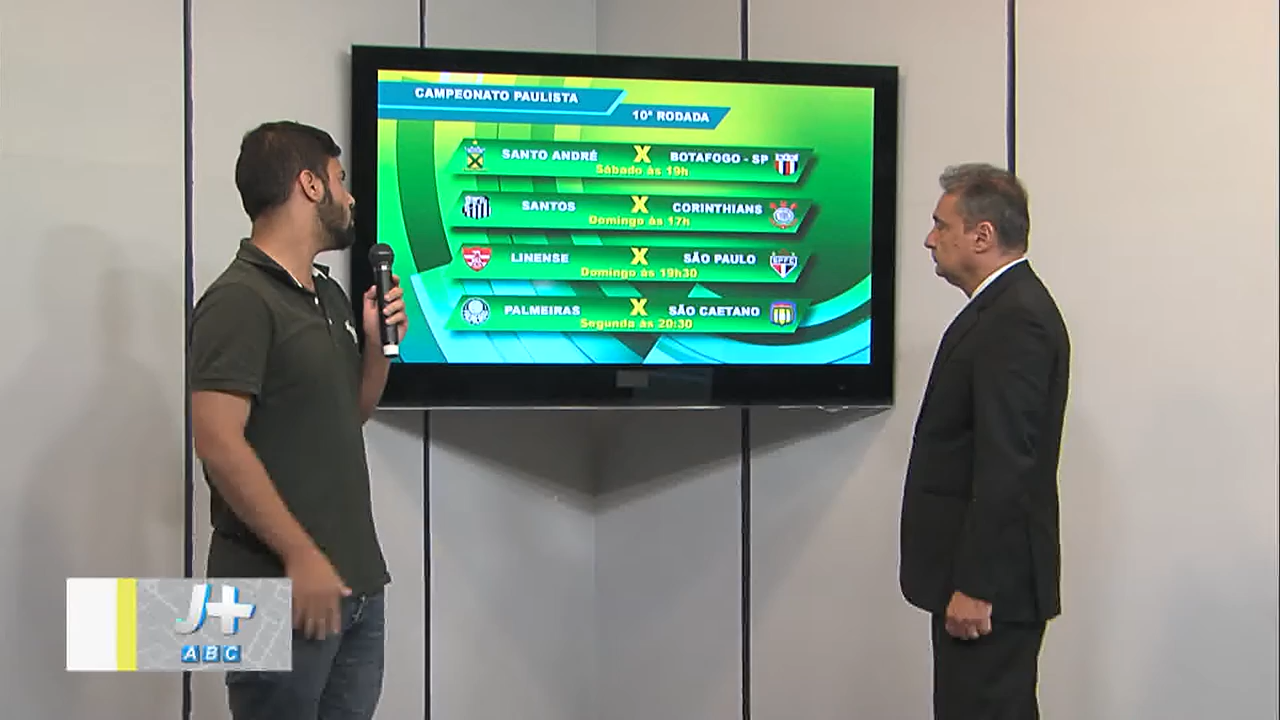 CAMPEONATO PAULISTA
10ª RODADA
SANTO ANDRÉ X BOTAFOGO - SP
Sábado às 19h
SANTOS X CORINTHIANS
Domingo às 17h
LINENSE X SÃO PAULO
Domingo às 19h30
PALMEIRAS X SÃO CAETANO
Segunda às 20:30
J+
ABC